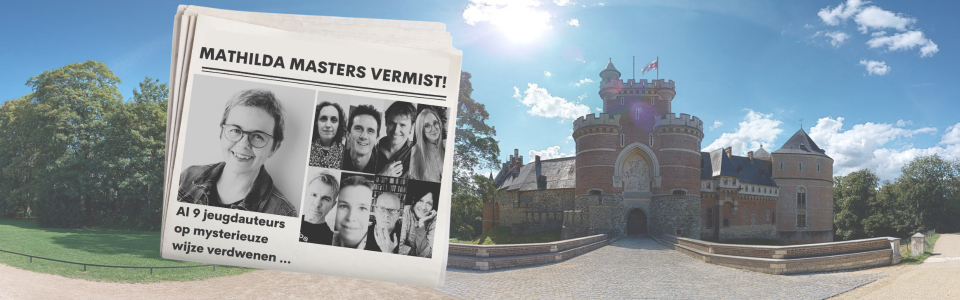 MATHILDA MASTERS VERMIST!
Al 9 jeugdauteurs
op mysterieuze
wijze verdwenen ...